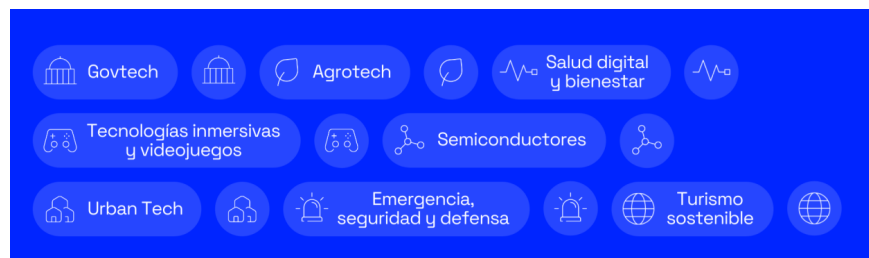 Govtech
Agrotech
Salud digital
y bienestar
Tecnologías inmersivas
y videojuegos
Semiconductores
Urban Tech
Emergencia,
seguridad y defensa
Turismo
sostenible